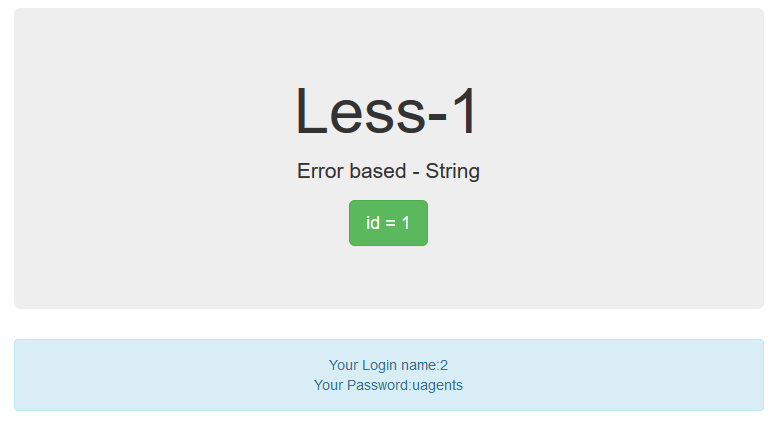 Less-1
Error based - String
id = 1
Your Login name:2
Your Password:uagents